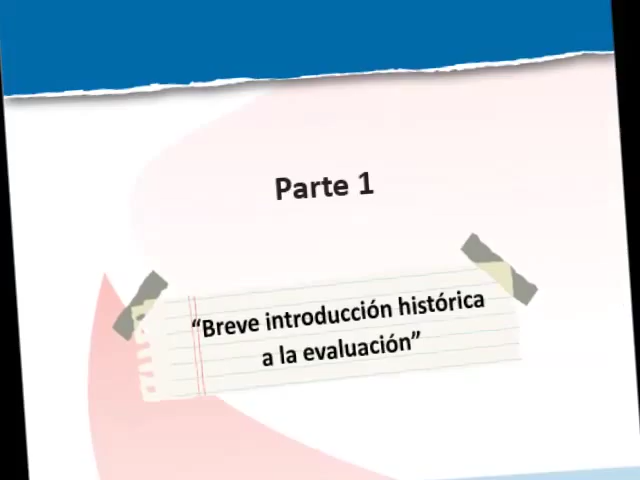 Parte 1
“Breve introducción histórica
a la evaluación”